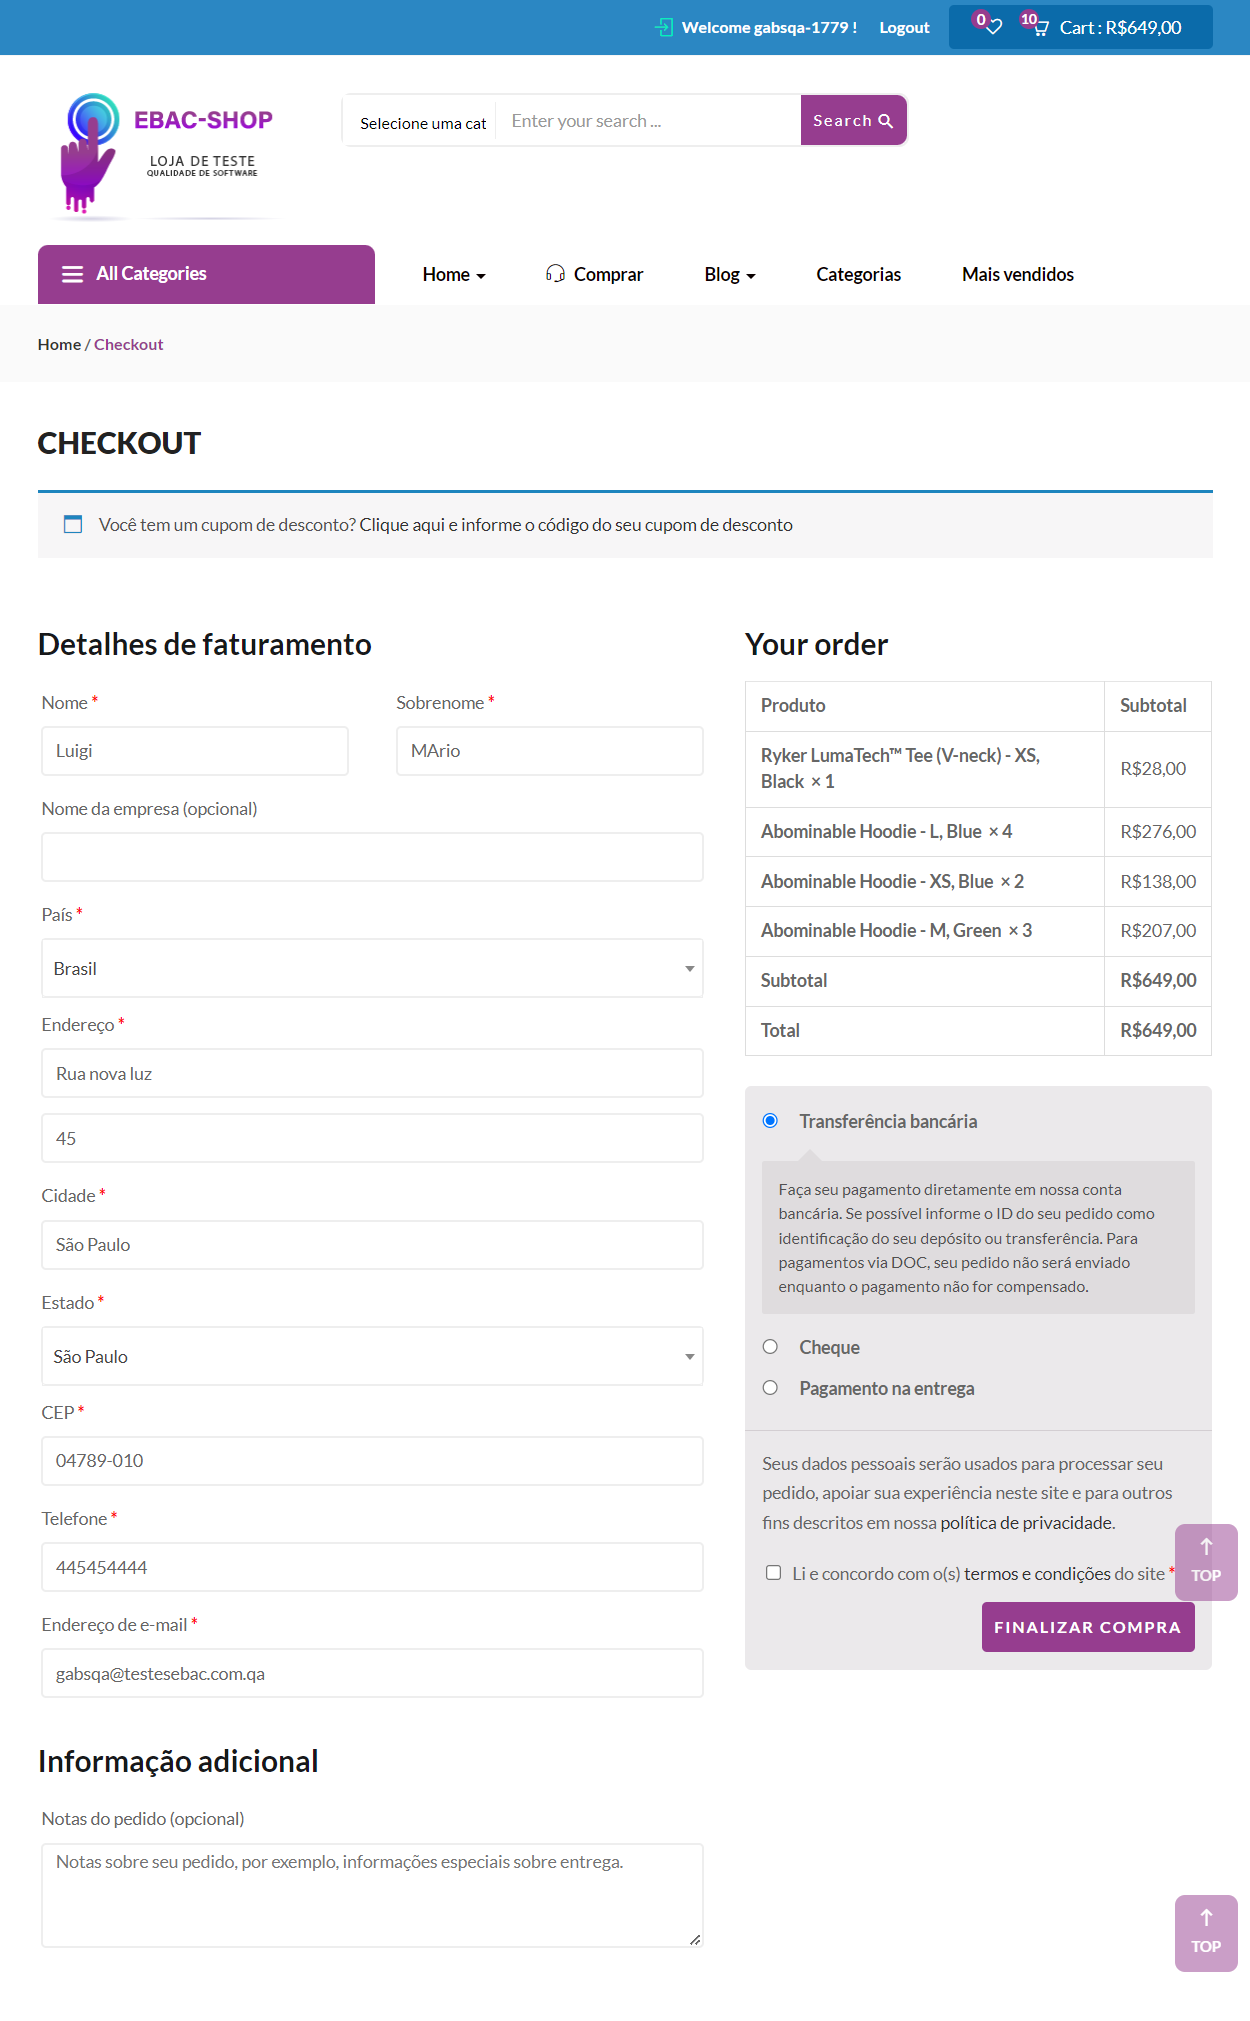 Welcome gabsqa-1779 !
Logout
0
10
Cart : R$649,00
EBAC-SHOP
LOJA DE TESTE
QUALIDADE DE SOFTWARE
Selecione uma cat
Enter your search ...
Search
All Categories
Home
Comprar
Blog
Categorias
Mais vendidos
Home / Checkout
CHECKOUT
Você tem um cupom de desconto? Clique aqui e informe o código do seu cupom de desconto
Detalhes de faturamento
Nome *
Sobrenome *
Luigi
MArio
Nome da empresa (opcional)
País *
Brasil
Endereço *
Rua nova luz
45
Cidade *
São Paulo
Estado *
São Paulo
CEP *
04789-010
Telefone *
445454444
Endereço de e-mail *
gabsqa@testesebac.com.qa
Informação adicional
Notas do pedido (opcional)
Notas sobre seu pedido, por exemplo, informações especiais sobre entrega.
Your order
Produto
Subtotal
Ryker LumaTech™ Tee (V-neck) - XS,
Black × 1
R$28,00
Abominable Hoodie - L, Blue × 4
R$276,00
Abominable Hoodie - XS, Blue × 2
R$138,00
Abominable Hoodie - M, Green × 3
R$207,00
Subtotal
R$649,00
Total
R$649,00
Transferência bancária
Faça seu pagamento diretamente em nossa conta
bancária. Se possível informe o ID do seu pedido como
identificação do seu depósito ou transferência. Para
pagamentos via DOC, seu pedido não será enviado
enquanto o pagamento não for compensado.
Cheque
Pagamento na entrega
Seus dados pessoais serão usados para processar seu
pedido, apoiar sua experiência neste site e para outros
fins descritos em nossa política de privacidade.
Li e concordo com o(s) termos e condições do site *
TOP
FINALIZAR COMPRA
TOP